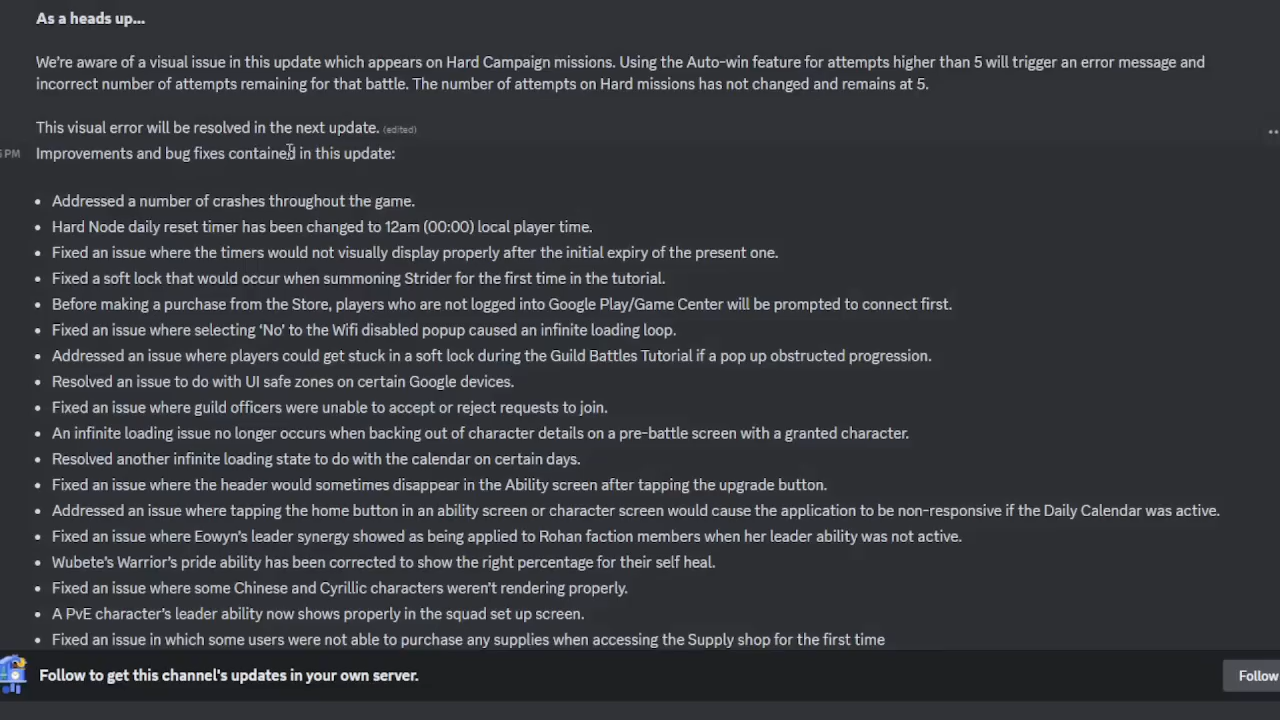 As a heads up...
We're aware of a visual issue in this update which appears on Hard Campaign missions. Using the Auto-win feature for attempts higher than 5 will trigger an error message and
incorrect number of attempts remaining for that battle. The number of attempts on Hard missions has not changed and remains at 5.
This visual error will be resolved in the next update. (edited)
PM Improvements and bug fixes contained in this update:
• Addressed a number of crashes throughout the game.
• Hard Node daily reset timer has been changed to 12am (00:00) local player time.
• Fixed an issue where the timers would not visually display properly after the initial expiry of the present one.
• Fixed a soft lock that would occur when summoning Strider for the first time in the tutorial.
• Before making a purchase from the Store, players who are not logged into Google Play/Game Center will be prompted to connect first.
• Fixed an issue where selecting ‘No’ to the Wifi disabled popup caused an infinite loading loop.
• Addressed an issue where players could get stuck in a soft lock during the Guild Battles Tutorial if a pop up obstructed progression.
• Resolved an issue to do with UI safe zones on certain Google devices.
• Fixed an issue where guild officers were unable to accept or reject requests to join.
• An infinite loading issue no longer occurs when backing out of character details on a pre-battle screen with a granted character.
• Resolved another infinite loading state to do with the calendar on certain days.
• Fixed an issue where the header would sometimes disappear in the Ability screen after tapping the upgrade button.
• Addressed an issue where tapping the home button in an ability screen or character screen would cause the application to be non-responsive if the Daily Calendar was active.
• Fixed an issue where Eowyn's leader synergy showed as being applied to Rohan faction members when her leader ability was not active.
• Wubete's Warrior's pride ability has been corrected to show the right percentage for their self heal.
• Fixed an issue where some Chinese and Cyrillic characters weren't rendering properly.
• A PvE character's leader ability now shows properly in the squad set up screen.
• Fixed an issue in which some users were not able to purchase any supplies when accessing the Supply shop for the first time
Follow to get this channel's updates in your own server.
Follow